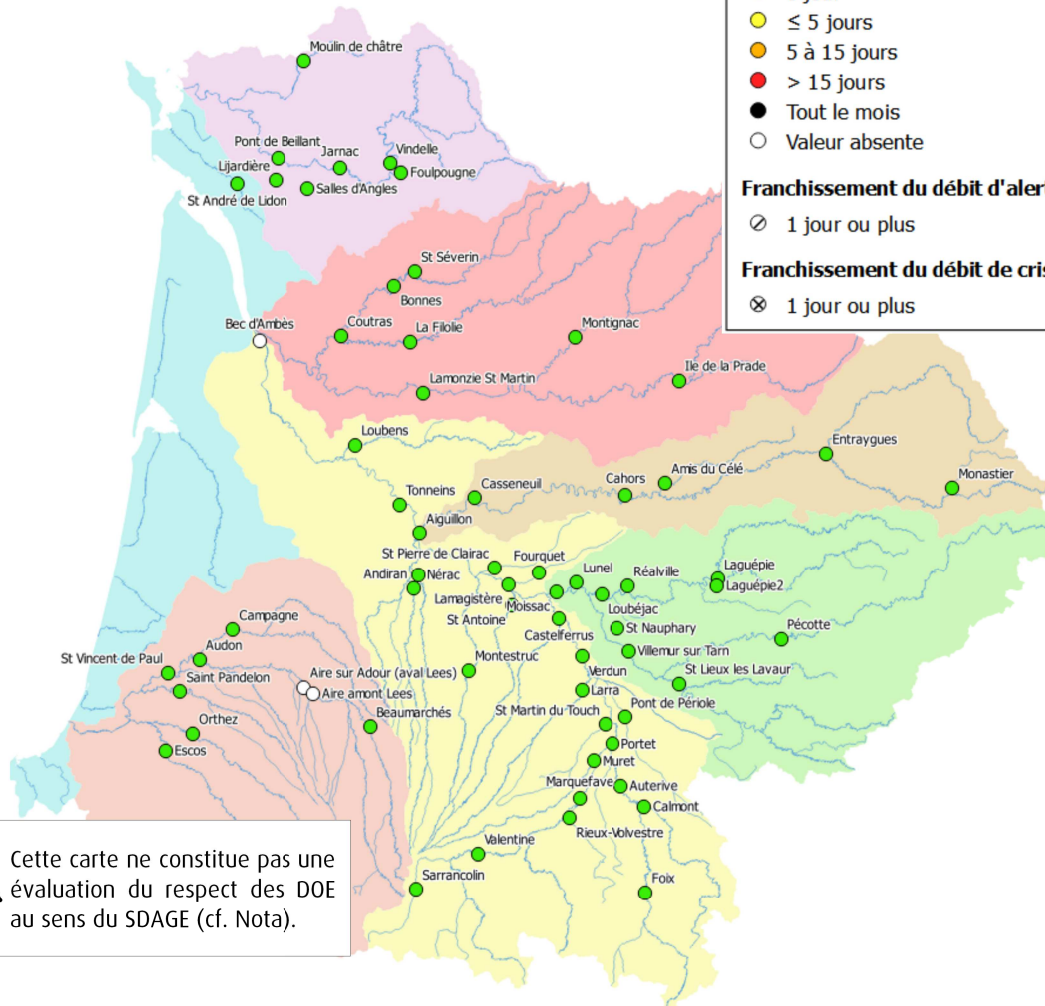 ≤ 5 jours
5 à 15 jours
> 15 jours
Tout le mois
Valeur absente
Franchissement du débit d'alert
1 jour ou plus
Franchissement du débit de cris
1 jour ou plus
Moulin de châtre
Pont de Beillant
Jarnac
Vindelle
Lijardière
Foulpougne
Salles d'Angles
St André de Lidon
St Séverin
Bonnes
Bec d'Ambès
Coutras
La Filolie
Montignac
Ile de la Prade
Lamonzie St Martin
Loubens
Entraygues
Amis du Célé
Monastier
Casseneuil
Cahors
Tonneins
Aiguillon
St Pierre de Clairac
Fourquet
Lunel
Réalville
Laguépie
Andiran
Nérac
Laguépie2
Lamagistère
Moissac
Loubéjac
St Antoine
St Nauphary
Castelferrus
Pécotte
Campagne
Audon
Villemur sur Tarn
St Vincent de Paul
Saint Pandelon
Aire sur Adour (aval Lees)
Aire amont Lees
Montestruc
Verdun
St Lieux les Lavaur
Larra
Pont de Périole
St Martin du Touch
Beaumarchés
Orthez
Escos
Portet
Muret
Marquefave
Auterive
Calmont
Rieux-Volvestre
Valentine
Sarrancolin
Foix
Cette carte ne constitue pas une
évaluation du respect des DOE
au sens du SDAGE (cf. Nota).